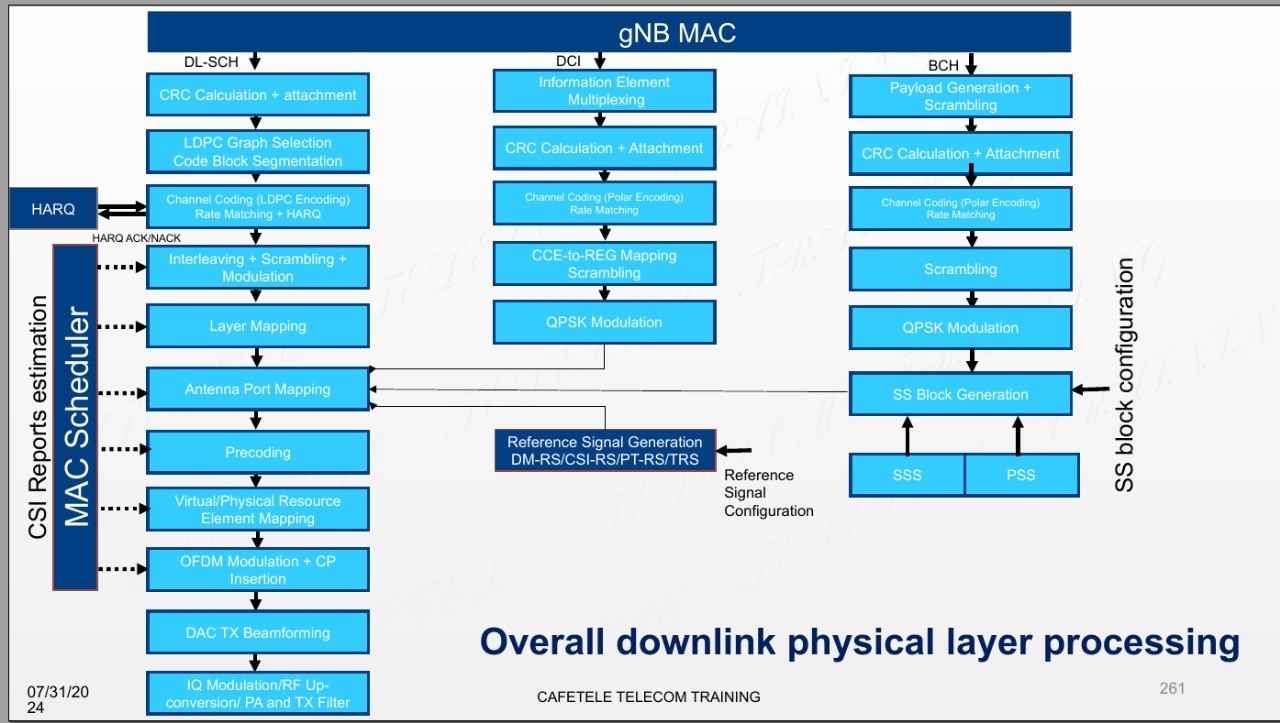 gNB MAC
DL-SCH
CRC Calculation + attachment
LDPC Graph Selection
Code Block Segmentation
HARQ
Channel Coding (LDPC Encoding)
Rate Matching + HARQ
HARQ ACK/NACK
Interleaving + Scrambling +
Modulation
Layer Mapping
Antenna Port Mapping
Precoding
Virtual/Physical Resource
Element Mapping
OFDM Modulation + CP
Insertion
DAC TX Beamforming
IQ Modulation/RF Up-
conversion/ PA and TX Filter
CSI Reports estimation
MAC Scheduler
DCI
Information Element
Multiplexing
CRC Calculation + Attachment
Channel Coding (Polar Encoding)
Rate Matching
CCE-to-REG Mapping
Scrambling
QPSK Modulation
Reference Signal Generation
DM-RS/CSI-RS/PT-RS/TRS
Reference
Signal
Configuration
BCH
Payload Generation +
Scrambling
CRC Calculation + Attachment
Channel Coding (Polar Encoding)
Rate Matching
Scrambling
QPSK Modulation
SS Block Generation
SSS
PSS
SS block configuration
Overall downlink physical layer processing
07/31/20
24
CAFETELE TELECOM TRAINING
261